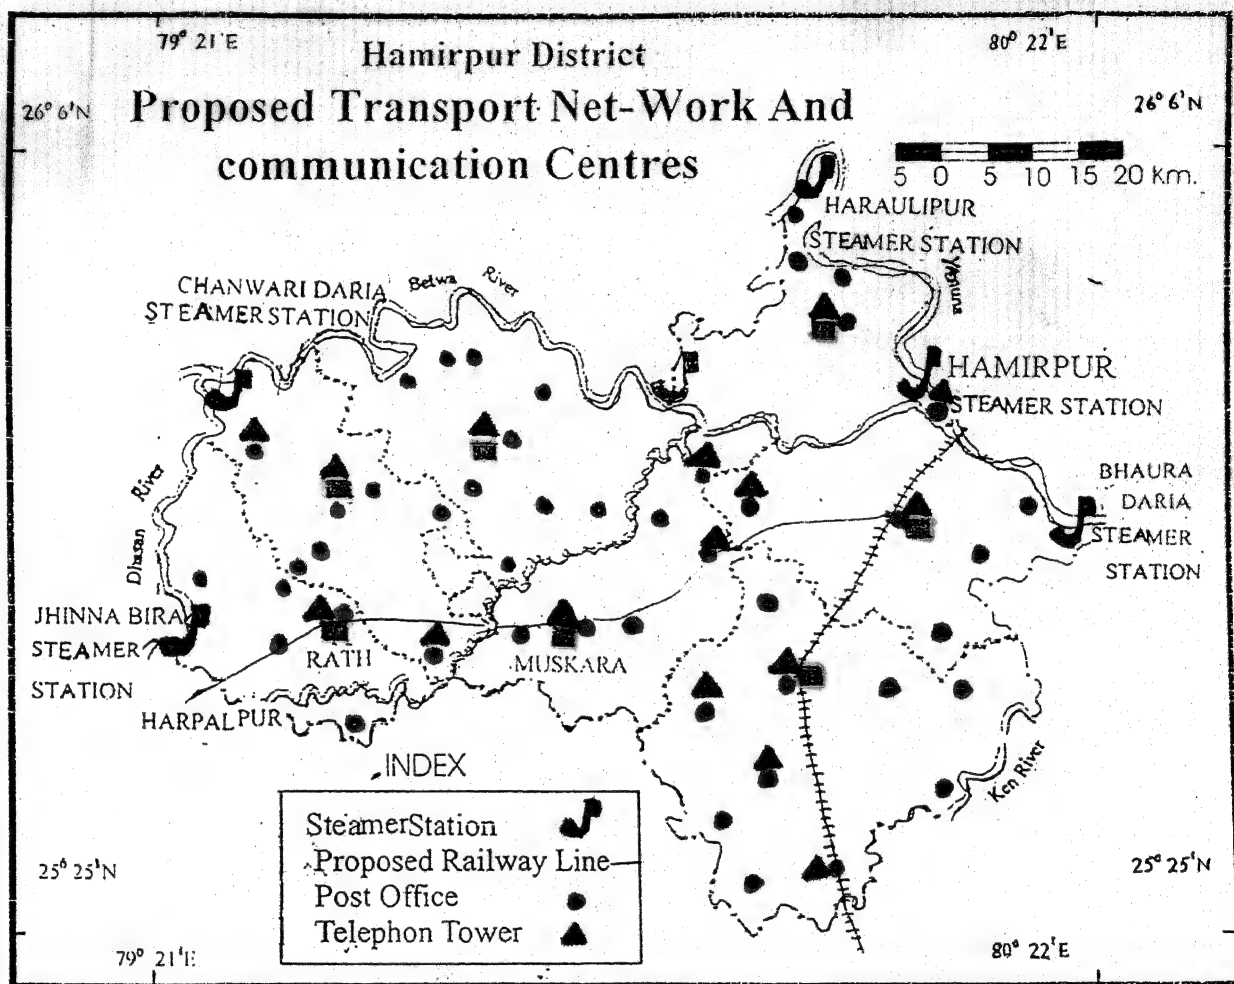 79° 21'E
80° 22'E
Hamirpur District
26° 6'N
Proposed Transport Net-Work And
26° 6'N
communication Centres
5 0 5 10 15 20 km.
HARAULIPUR
STEAMER STATION
Yamuna
CHANWARI DARIA
STEAMER STATION
Betwa River
HAMIRPUR
STEAMER STATION
BHAURA
DARIA
STEAMER
STATION
Dhasan River
JHINNA BIRA
STEAMER
STATION
RATH
MUSKARA
HARPALPUR
Ken River
INDEX
SteamerStation
Proposed Railway Line
Post Office
Telephon Tower
25° 25'N
25° 25'N
79° 21'E
80° 22'E